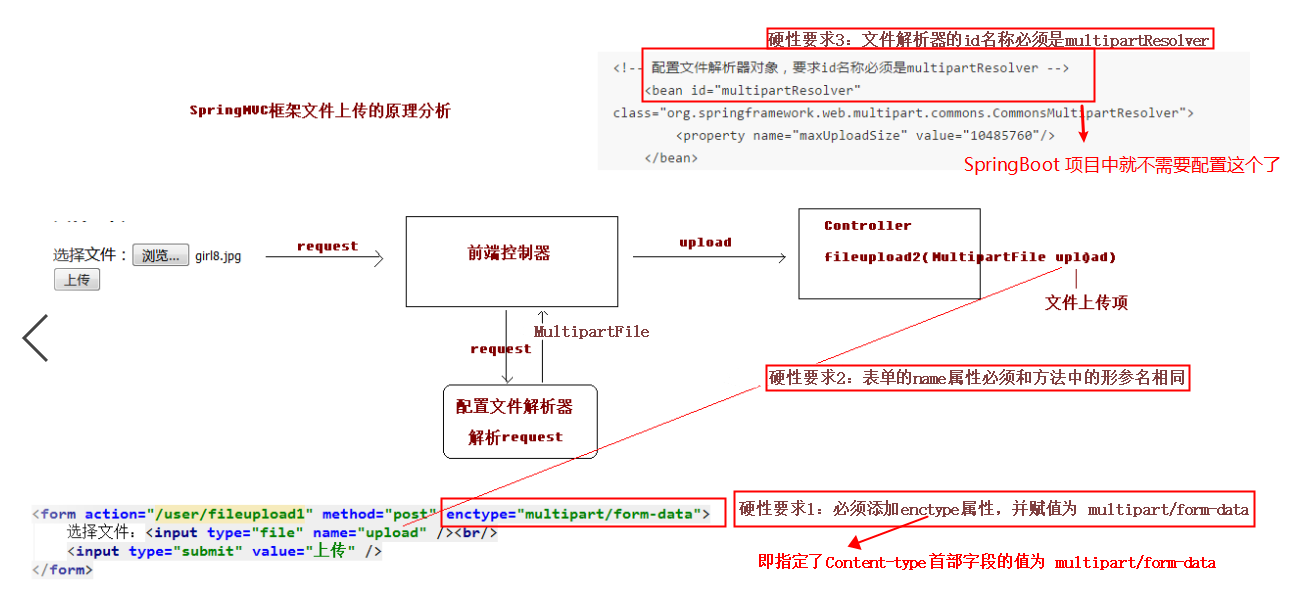 硬性要求3：文件解析器的id名称必须是multipartResolver
<!-- 配置文件解析器对象，要求id名称必须是multipartResolver -->
<bean id="multipartResolver"
class="org.springframework.web.multipart.commons.CommonsMultipartResolver">
<property name="maxUploadSize" value="10485760"/>
</bean>
SpringMVC框架文件上传的原理分析
SpringBoot 项目中就不需要配置这个了
选择文件：浏览... girl8.jpg
上传
request
前端控制器
upload
Controller
fileupload2(MultipartFile upload)
文件上传项
MultipartFile
request
硬性要求2：表单的name属性必须和方法中的形参名相同
配置文件解析器
解析request
<form action="/user/fileupload1" method="post" enctype="multipart/form-data">
选择文件：<input type="file" name="upload" /><br/>
<input type="submit" value="上传" />
</form>
硬性要求1：必须添加enctype属性，并赋值为 multipart/form-data
即指定了Content-type首部字段的值为 multipart/form-data